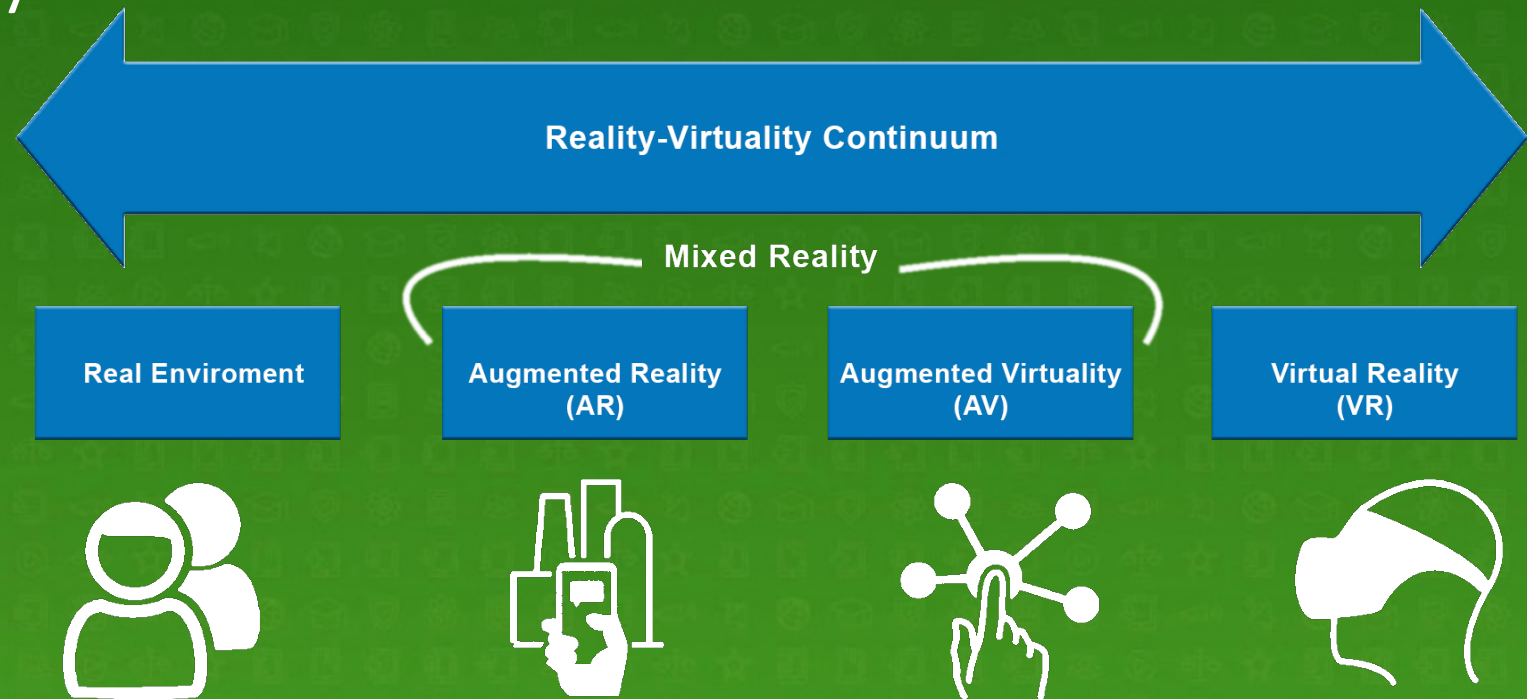 Reality-Virtuality Continuum
Mixed Reality
Real Enviroment
Augmented Reality
(AR)
Augmented Virtuality
(AV)
Virtual Reality
(VR)